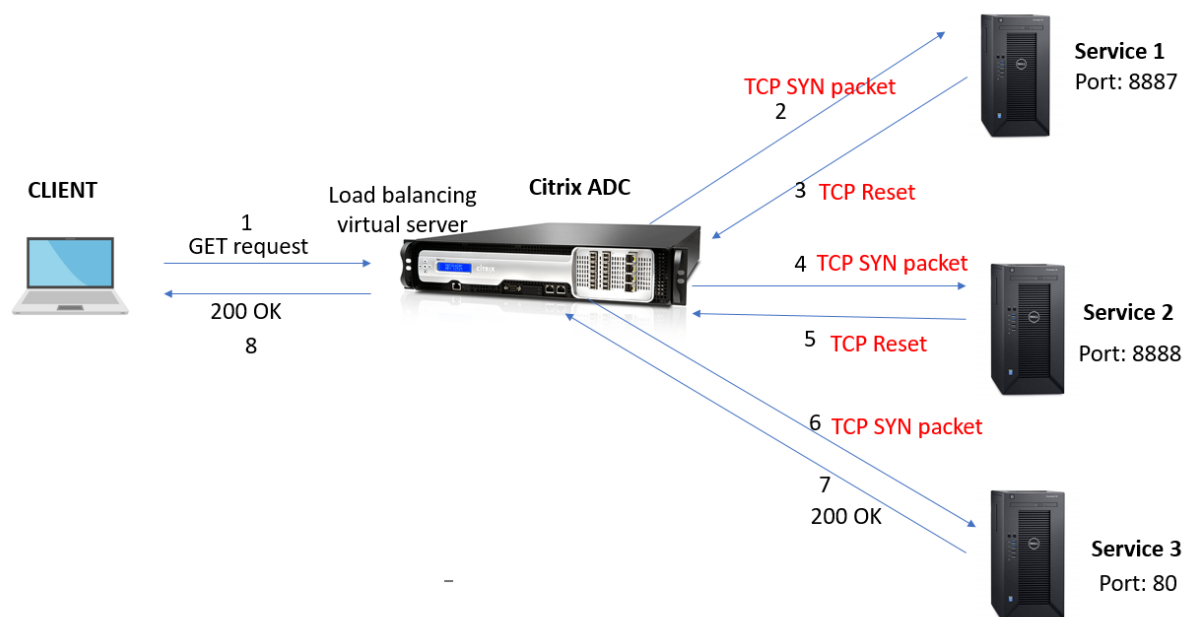 Service 1
Port: 8887
TCP SYN packet
2
CLIENT
Load balancing
virtual server
Citrix ADC
3 TCP Reset
1
GET request
4 TCP SYN packet
200 OK
8
5 TCP Reset
Service 2
Port: 8888
6 TCP SYN packet
7
200 OK
Service 3
Port: 80
–